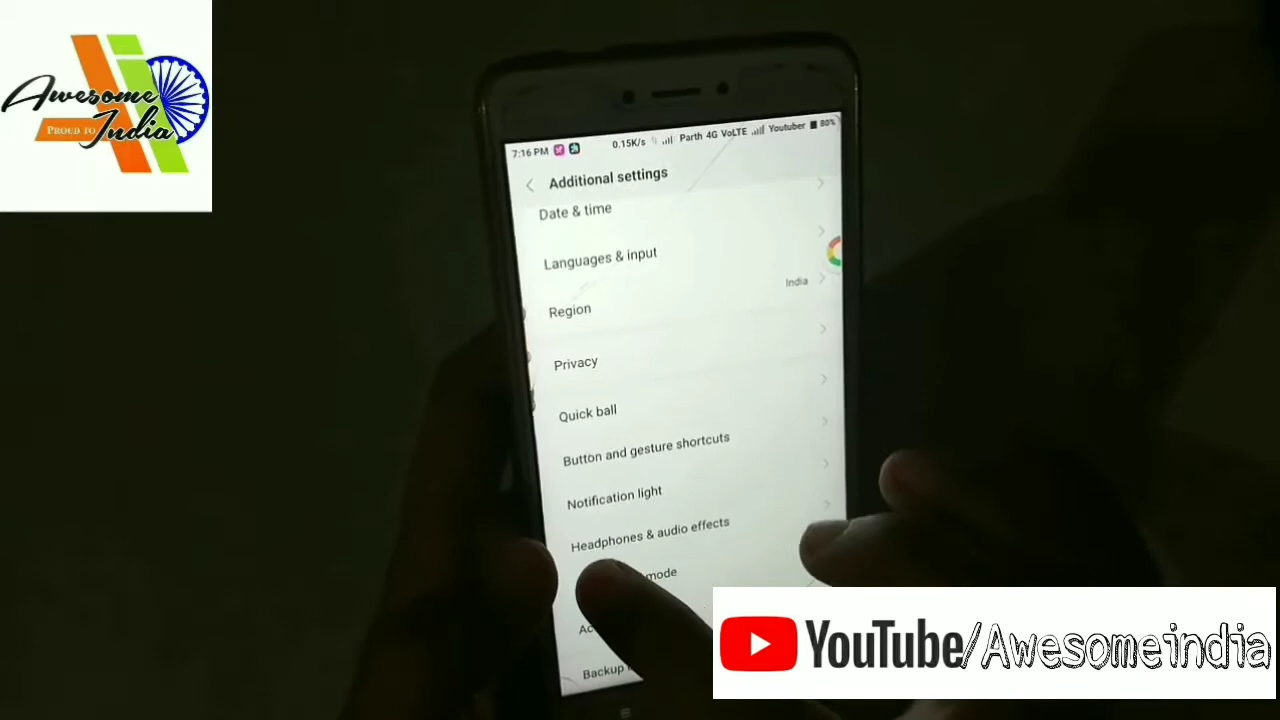 Awesome
PROUD TO
India
7:16 PM 0.15K/s Parth 4G VoLTE Youtuber 80%
Additional settings
Date & time
Languages & input
Region India
Privacy
Quick ball
Button and gesture shortcuts
Notification light
Headphones & audio effects
mode
Backup
YouTube/Awesomeindia